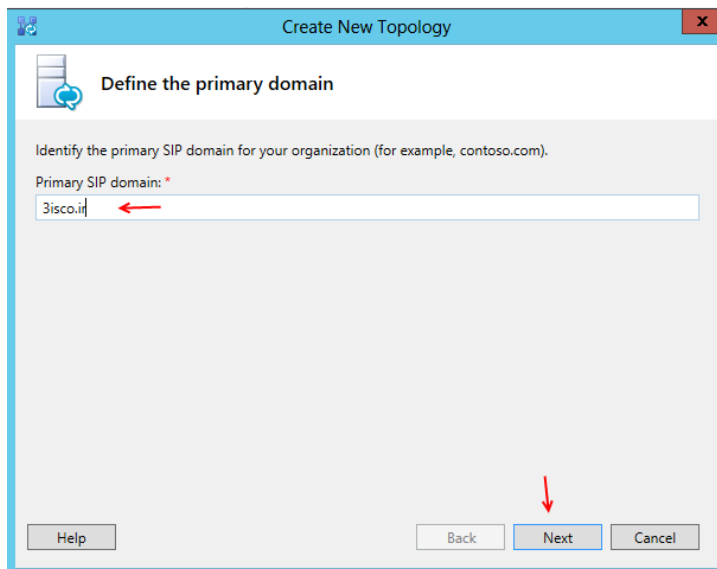 Create New Topology
x
Define the primary domain
Identify the primary SIP domain for your organization (for example, contoso.com).
Primary SIP domain: *
3isco.ir
Help
Back
Next
Cancel